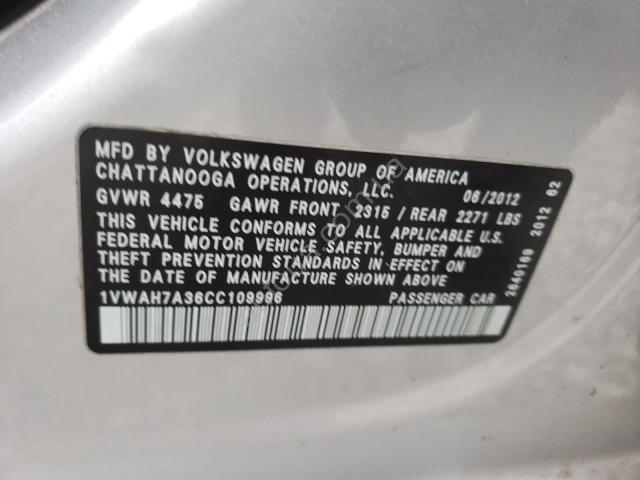 MFD BY VOLKSWAGEN GROUP OF AMERICA
CHATTANOOGA OPERATIONS, LLC. 06/2012
GVWR 4475 GAWR FRONT 2315 / REAR 2271 LBS
THIS VEHICLE CONFORMS TO ALL APPLICABLE U.S.
FEDERAL MOTOR VEHICLE SAFETY, BUMPER AND
THEFT PREVENTION STANDARDS IN EFFECT ON
THE DATE OF MANUFACTURE SHOWN ABOVE
1VWAH7A36CC109996 PASSENGER CAR
2640169 2012 62